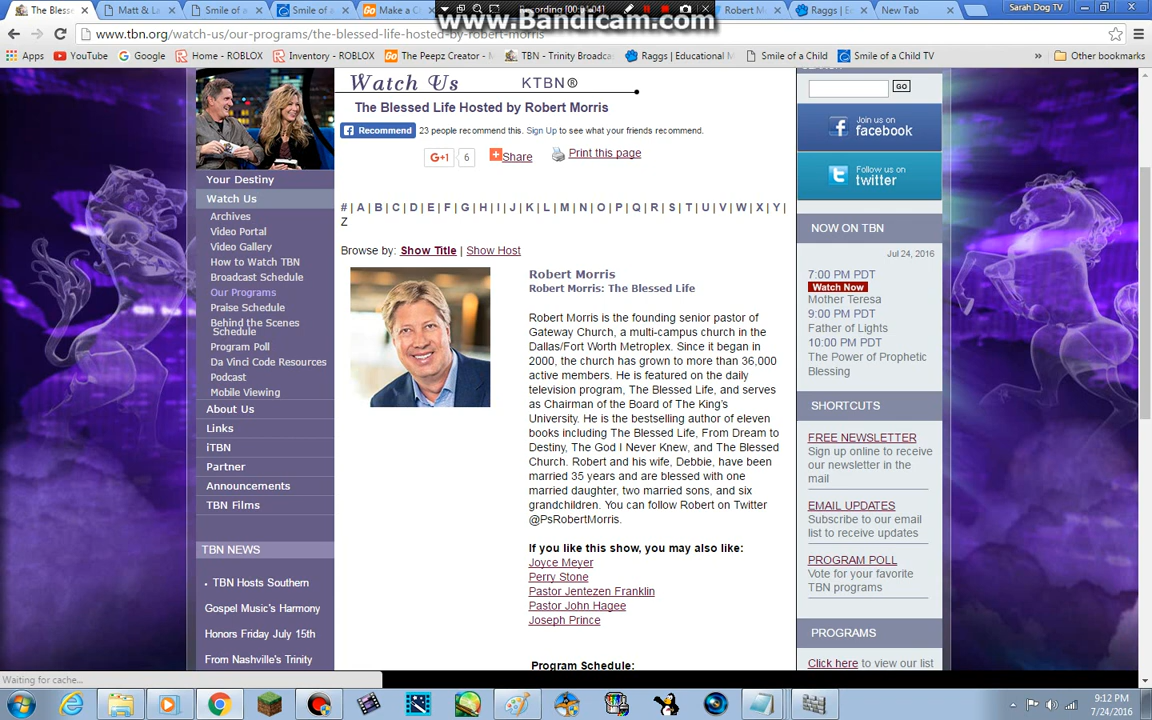 The Blesse
Matt & La
Smile of a
Smile of a
Make a C
Recording [00:01:04]
Robert M
Raggs | E
New Tab
Sarah Dog TV
www.Bandicam.com
www.tbn.org/watch-us/our-programs/the-blessed-life-hosted-by-robert-morris
Apps
YouTube
Google
Home - ROBLOX
Inventory - ROBLOX
The Peepz Creator -
TBN - Trinity Broadca
Raggs | Educational M
Smile of a Child
Smile of a Child TV
»
Other bookmarks
Watch Us KTBN®
The Blessed Life Hosted by Robert Morris
Recommend 23 people recommend this. Sign Up to see what your friends recommend.
G+1 6 Share Print this page
# | A | B | C | D | E | F | G | H | I | J | K | L | M | N | O | P | Q | R | S | T | U | V | W | X | Y |
Z
Browse by: Show Title | Show Host
Robert Morris
Robert Morris: The Blessed Life
Robert Morris is the founding senior pastor of
Gateway Church, a multi-campus church in the
Dallas/Fort Worth Metroplex. Since it began in
2000, the church has grown to more than 36,000
active members. He is featured on the daily
television program, The Blessed Life, and serves
as Chairman of the Board of The King's
University. He is the bestselling author of eleven
books including The Blessed Life, From Dream to
Destiny, The God I Never Knew, and The Blessed
Church. Robert and his wife, Debbie, have been
married 35 years and are blessed with one
married daughter, two married sons, and six
grandchildren. You can follow Robert on Twitter
@PsRobertMorris.
If you like this show, you may also like:
Joyce Meyer
Perry Stone
Pastor Jentezen Franklin
Pastor John Hagee
Joseph Prince
Program Schedule:
Your Destiny
Watch Us
Archives
Video Portal
Video Gallery
How to Watch TBN
Broadcast Schedule
Our Programs
Praise Schedule
Behind the Scenes
Schedule
Program Poll
Da Vinci Code Resources
Podcast
Mobile Viewing
About Us
Links
iTBN
Partner
Announcements
TBN Films
TBN NEWS
TBN Hosts Southern
Gospel Music's Harmony
Honors Friday July 15th
From Nashville's Trinity
GO
Join us on
facebook
Follow us on
twitter
NOW ON TBN
Jul 24, 2016
7:00 PM PDT
Watch Now
Mother Teresa
9:00 PM PDT
Father of Lights
10:00 PM PDT
The Power of Prophetic
Blessing
SHORTCUTS
FREE NEWSLETTER
Sign up online to receive
our newsletter in the
mail
EMAIL UPDATES
Subscribe to our email
list to receive updates
PROGRAM POLL
Vote for your favorite
TBN programs
PROGRAMS
Click here to view our list
Waiting for cache...
9:12 PM
7/24/2016